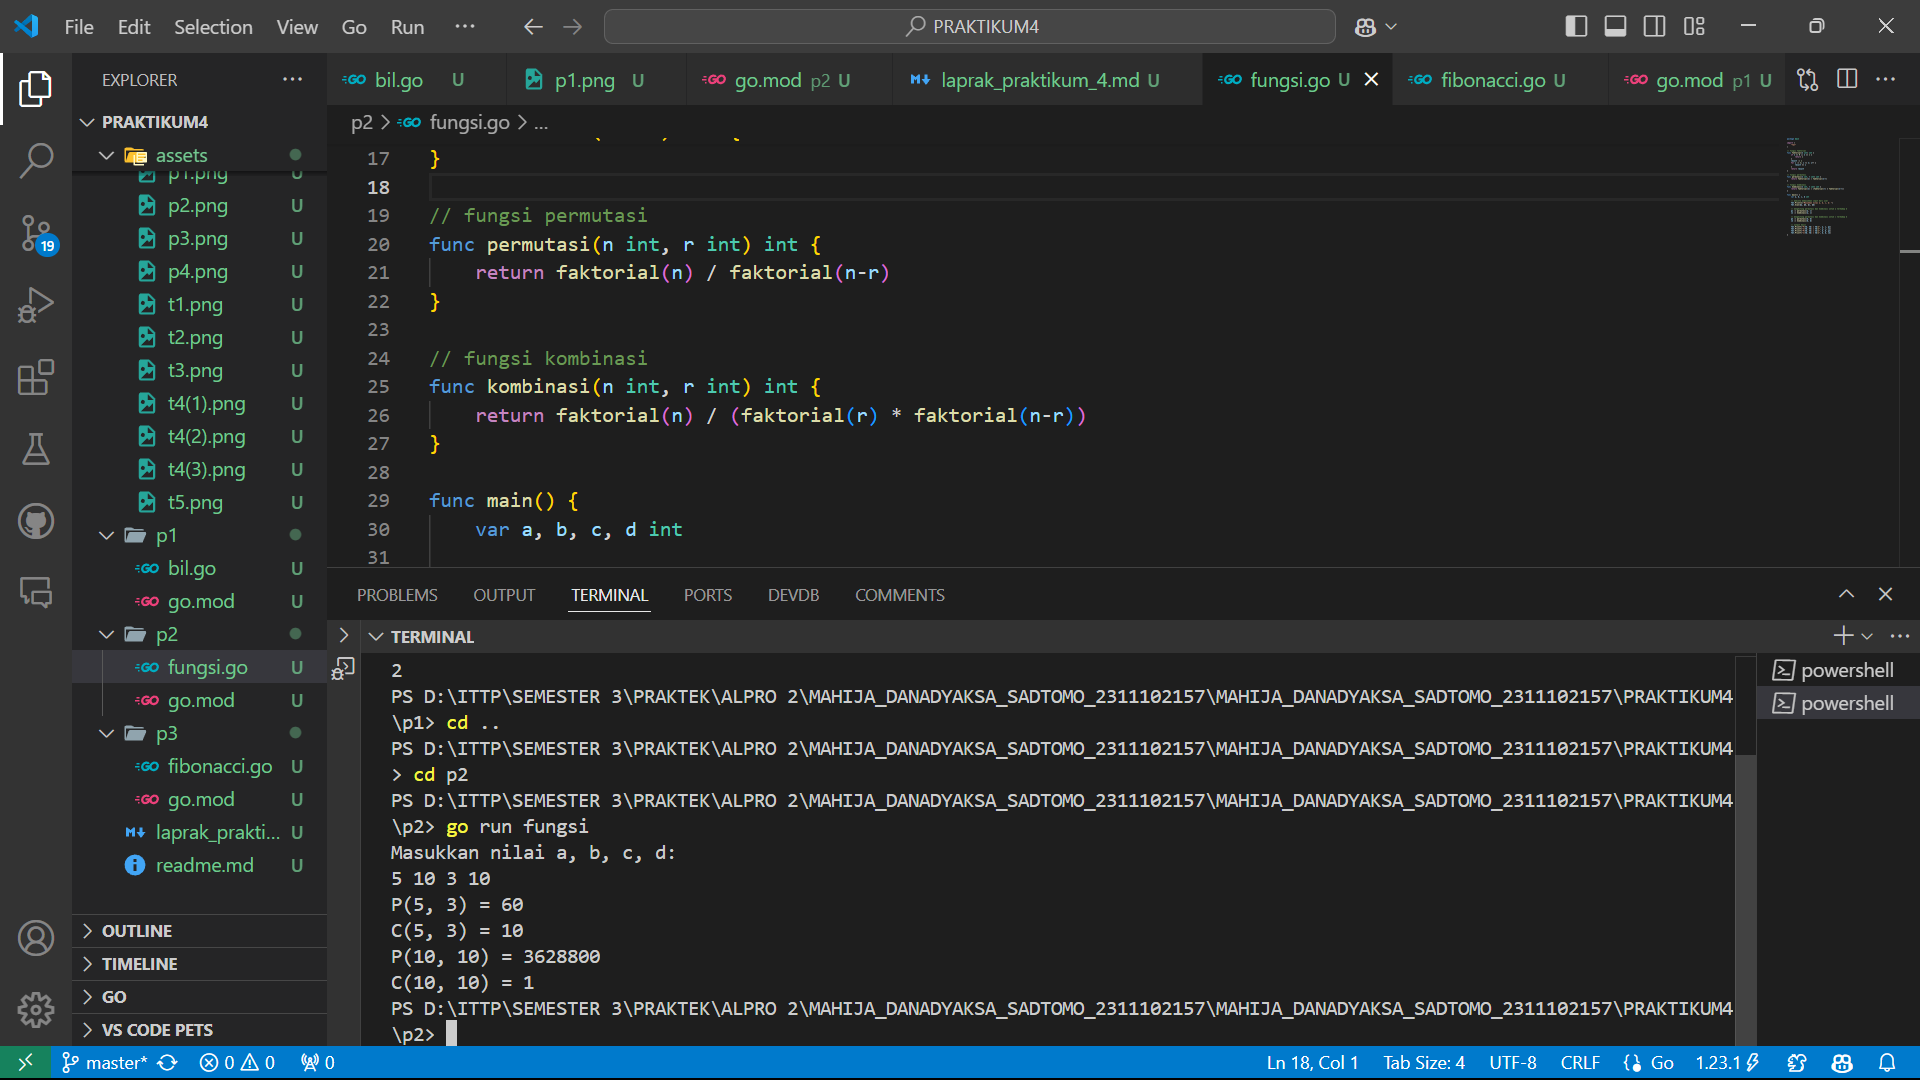 File Edit Selection View Go Run ··· PRAKTIKUM4
EXPLORER ···
bil.go U
p1.png U
go.mod p2 U
laprak_praktikum_4.md U
fungsi.go U
fibonacci.go U
go.mod p1 U
PRAKTIKUM4
assets
p1.png U
p2.png U
p3.png U
p4.png U
t1.png U
t2.png U
t3.png U
t4(1).png U
t4(2).png U
t4(3).png U
t5.png U
p1
bil.go U
go.mod U
p2
fungsi.go U
go.mod U
p3
fibonacci.go U
go.mod U
laprak_prakti... U
readme.md U
OUTLINE
TIMELINE
GO
VS CODE PETS
19
p2 > fungsi.go > ...
17 }
18
19 // fungsi permutasi
20 func permutasi(n int, r int) int {
21 return faktorial(n) / faktorial(n-r)
22 }
23
24 // fungsi kombinasi
25 func kombinasi(n int, r int) int {
26 return faktorial(n) / (faktorial(r) * faktorial(n-r))
27 }
28
29 func main() {
30 var a, b, c, d int
31
PROBLEMS OUTPUT TERMINAL PORTS DEVDB COMMENTS
TERMINAL
2
PS D:\ITTP\SEMESTER 3\PRAKTEK\ALPRO 2\MAHIJA_DANADYAKSA_SADTOMO_2311102157\MAHIJA_DANADYAKSA_SADTOMO_2311102157\PRAKTIKUM4
\p1> cd ..
PS D:\ITTP\SEMESTER 3\PRAKTEK\ALPRO 2\MAHIJA_DANADYAKSA_SADTOMO_2311102157\MAHIJA_DANADYAKSA_SADTOMO_2311102157\PRAKTIKUM4
> cd p2
PS D:\ITTP\SEMESTER 3\PRAKTEK\ALPRO 2\MAHIJA_DANADYAKSA_SADTOMO_2311102157\MAHIJA_DANADYAKSA_SADTOMO_2311102157\PRAKTIKUM4
\p2> go run fungsi
Masukkan nilai a, b, c, d:
5 10 3 10
P(5, 3) = 60
C(5, 3) = 10
P(10, 10) = 3628800
C(10, 10) = 1
PS D:\ITTP\SEMESTER 3\PRAKTEK\ALPRO 2\MAHIJA_DANADYAKSA_SADTOMO_2311102157\MAHIJA_DANADYAKSA_SADTOMO_2311102157\PRAKTIKUM4
\p2>
powershell
powershell
master* 0 0 0 Ln 18, Col 1 Tab Size: 4 UTF-8 CRLF {} Go 1.23.1